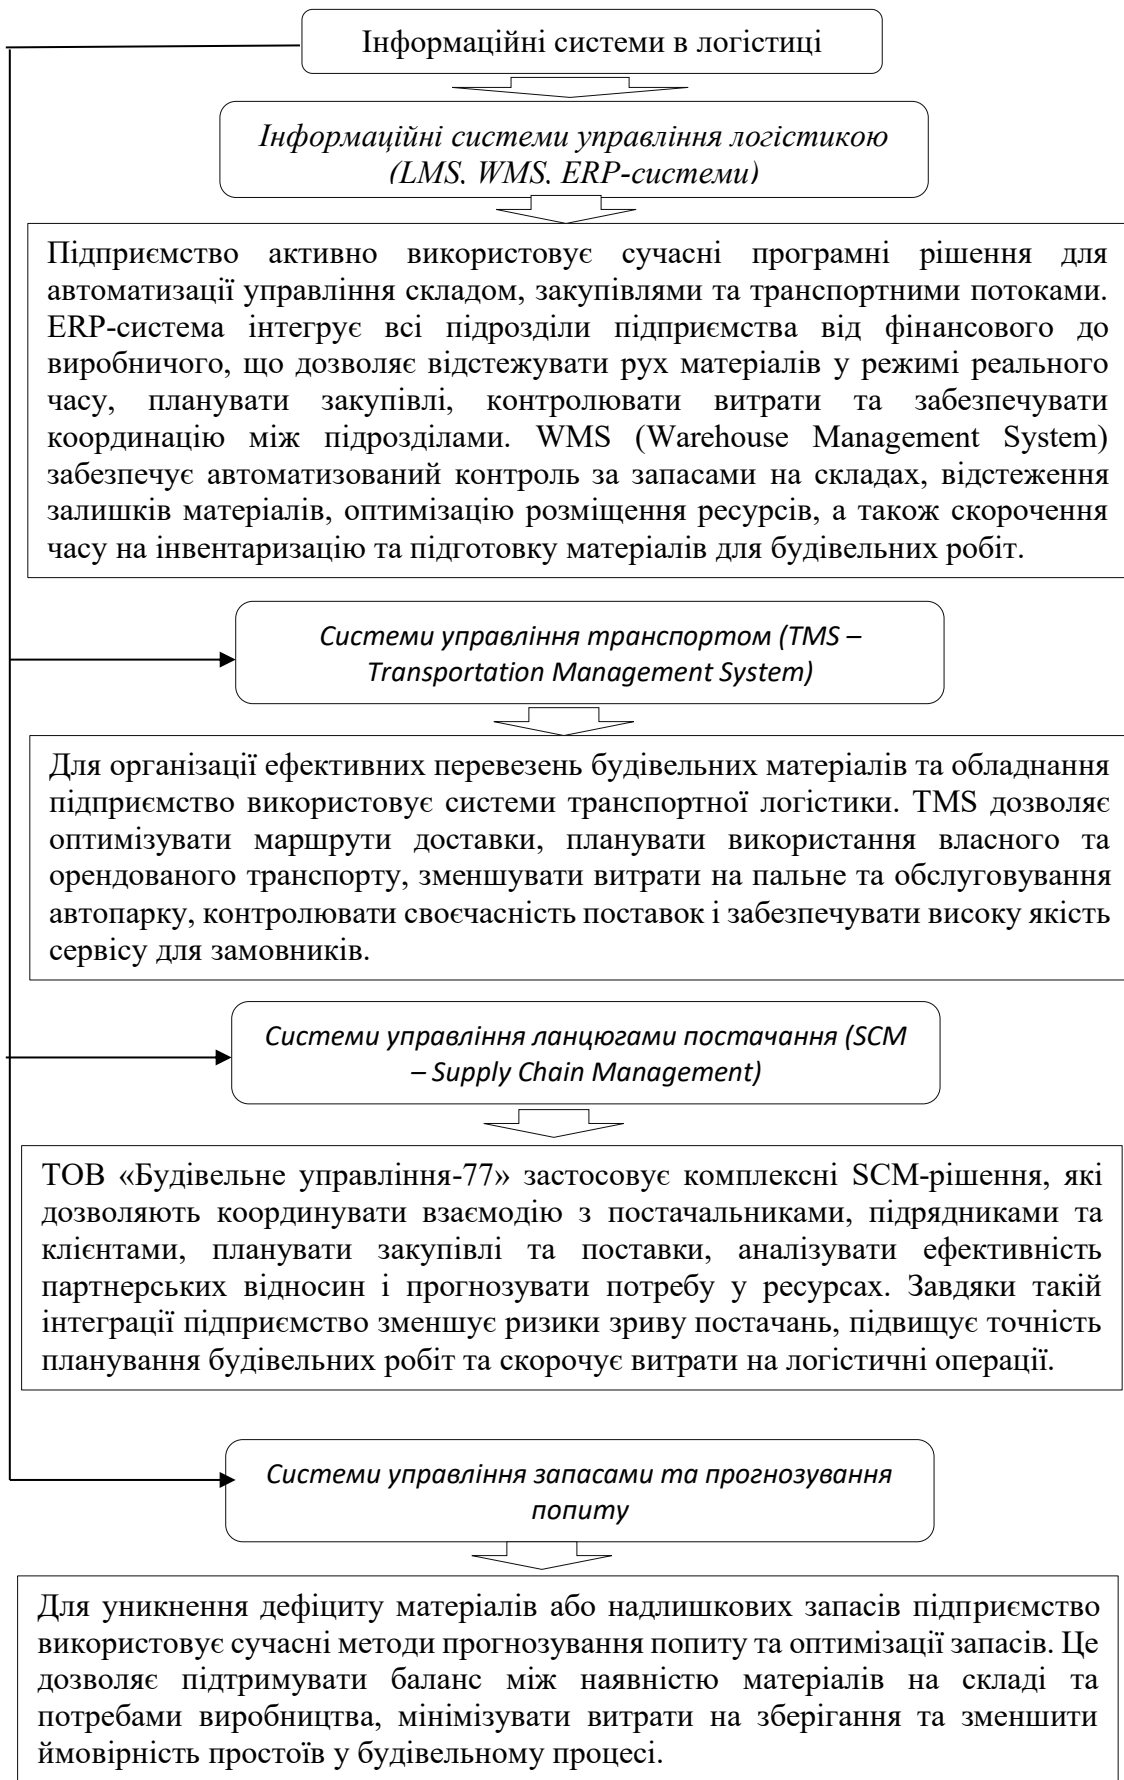 Інформаційні системи в логістиці
Інформаційні системи управління логістикою
(LMS, WMS, ERP-системи)
Підприємство активно використовує сучасні програмні рішення для
автоматизації управління складом, закупівлями та транспортними потоками.
ERP-система інтегрує всі підрозділи підприємства від фінансового до
виробничого, що дозволяє відстежувати рух матеріалів у режимі реального
часу, планувати закупівлі, контролювати витрати та забезпечувати
координацію між підрозділами. WMS (Warehouse Management System)
забезпечує автоматизований контроль за запасами на складах, відстеження
залишків матеріалів, оптимізацію розміщення ресурсів, а також скорочення
часу на інвентаризацію та підготовку матеріалів для будівельних робіт.
Системи управління транспортом (TMS –
Transportation Management System)
Для організації ефективних перевезень будівельних матеріалів та обладнання
підприємство використовує системи транспортної логістики. TMS дозволяє
оптимізувати маршрути доставки, планувати використання власного та
орендованого транспорту, зменшувати витрати на пальне та обслуговування
автопарку, контролювати своєчасність поставок і забезпечувати високу якість
сервісу для замовників.
Системи управління ланцюгами постачання (SCM
– Supply Chain Management)
ТОВ «Будівельне управління-77» застосовує комплексні SCM-рішення, які
дозволяють координувати взаємодію з постачальниками, підрядниками та
клієнтами, планувати закупівлі та поставки, аналізувати ефективність
партнерських відносин і прогнозувати потребу у ресурсах. Завдяки такій
інтеграції підприємство зменшує ризики зриву постачань, підвищує точність
планування будівельних робіт та скорочує витрати на логістичні операції.
Системи управління запасами та прогнозування
попиту
Для уникнення дефіциту матеріалів або надлишкових запасів підприємство
використовує сучасні методи прогнозування попиту та оптимізації запасів. Це
дозволяє підтримувати баланс між наявністю матеріалів на складі та
потребами виробництва, мінімізувати витрати на зберігання та зменшити
ймовірність простоїв у будівельному процесі.